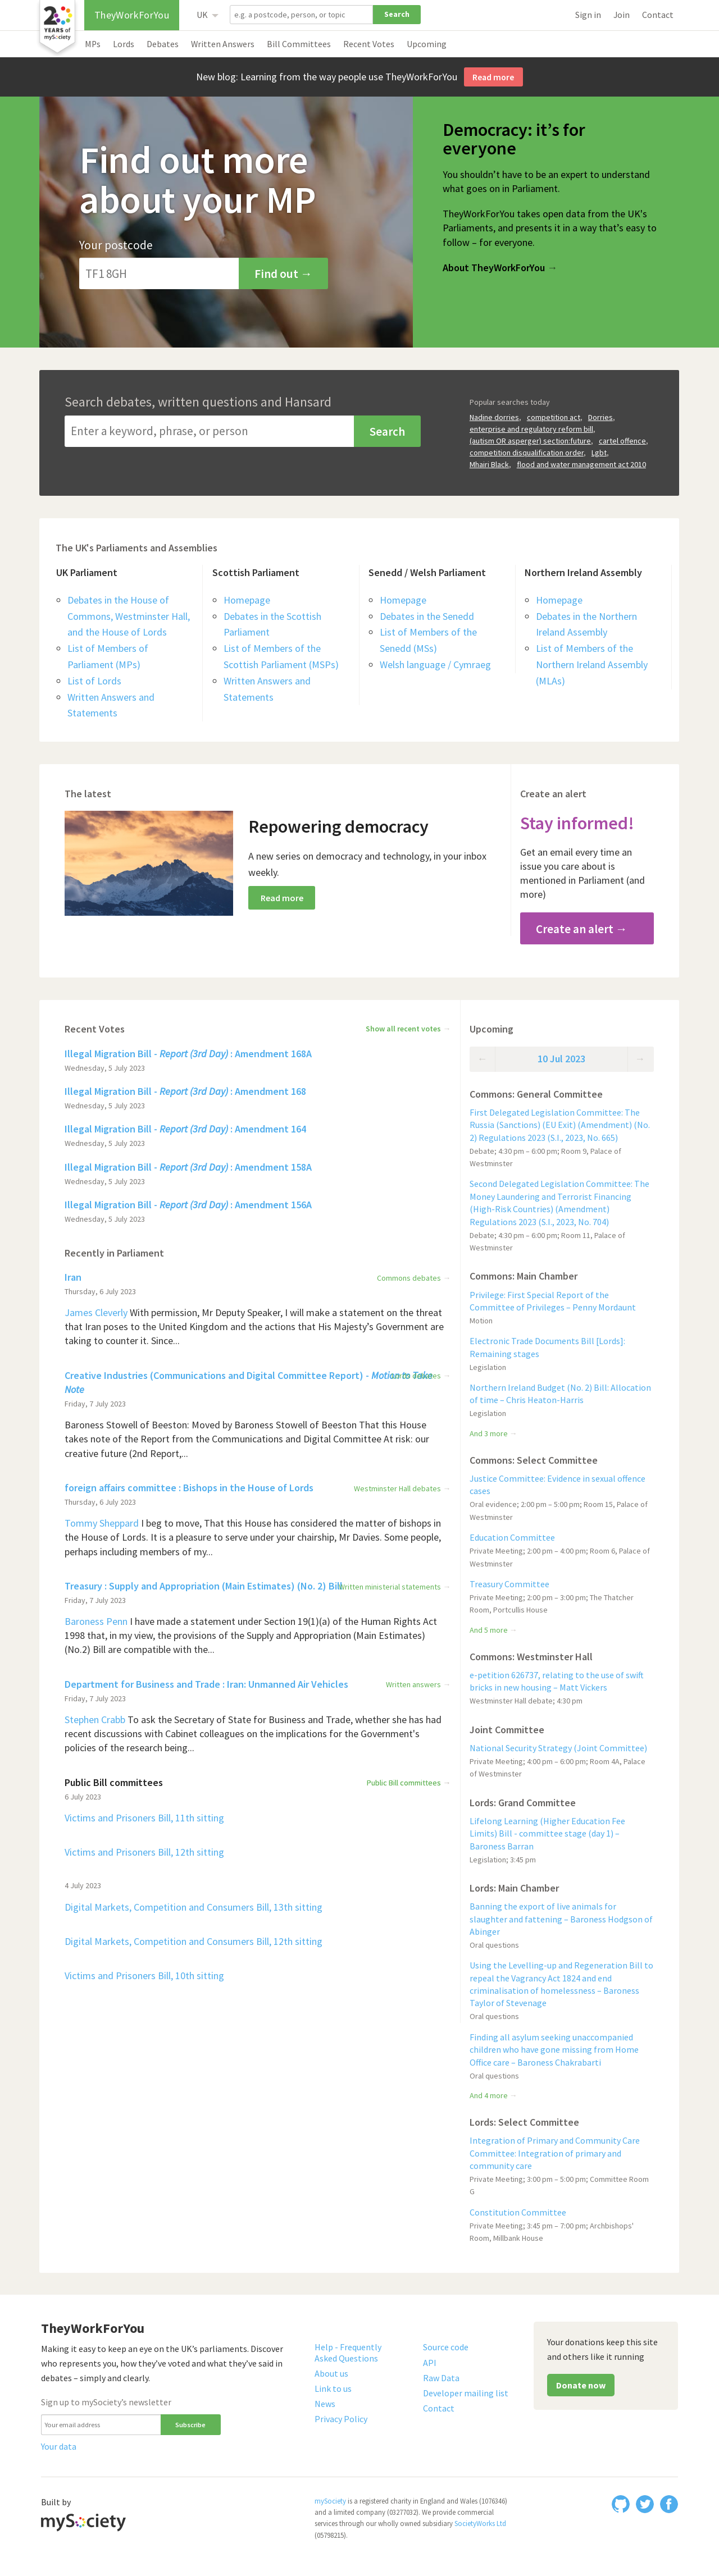 20
YEARS of
mySociety
TheyWorkForYou
UK
e.g. a postcode, person, or topic
Search
Sign in
Join
Contact
MPs
Lords
Debates
Written Answers
Bill Committees
Recent Votes
Upcoming
New blog: Learning from the way people use TheyWorkForYou
Read more
Find out more
about your MP
Your postcode
TF1 8GH
Find out →
Democracy: it’s for
everyone
You shouldn’t have to be an expert to understand
what goes on in Parliament.
TheyWorkForYou takes open data from the UK’s
Parliaments, and presents it in a way that’s easy to
follow – for everyone.
About TheyWorkForYou →
Search debates, written questions and Hansard
Enter a keyword, phrase, or person
Search
Popular searches today
Nadine dorries, competition act, Dorries,
enterprise and regulatory reform bill,
(autism OR asperger) section:future, cartel offence,
competition disqualification order, Lgbt,
Mhairi Black, flood and water management act 2010
The UK's Parliaments and Assemblies
UK Parliament
Debates in the House of
Commons, Westminster Hall,
and the House of Lords
List of Members of
Parliament (MPs)
List of Lords
Written Answers and
Statements
Scottish Parliament
Homepage
Debates in the Scottish
Parliament
List of Members of the
Scottish Parliament (MSPs)
Written Answers and
Statements
Senedd / Welsh Parliament
Homepage
Debates in the Senedd
List of Members of the
Senedd (MSs)
Welsh language / Cymraeg
Northern Ireland Assembly
Homepage
Debates in the Northern
Ireland Assembly
List of Members of the
Northern Ireland Assembly
(MLAs)
The latest
Repowering democracy
A new series on democracy and technology, in your inbox
weekly.
Read more
Create an alert
Stay informed!
Get an email every time an
issue you care about is
mentioned in Parliament (and
more)
Create an alert →
Recent Votes
Show all recent votes →
Illegal Migration Bill - Report (3rd Day) : Amendment 168A
Wednesday, 5 July 2023
Illegal Migration Bill - Report (3rd Day) : Amendment 168
Wednesday, 5 July 2023
Illegal Migration Bill - Report (3rd Day) : Amendment 164
Wednesday, 5 July 2023
Illegal Migration Bill - Report (3rd Day) : Amendment 158A
Wednesday, 5 July 2023
Illegal Migration Bill - Report (3rd Day) : Amendment 156A
Wednesday, 5 July 2023
Recently in Parliament
Iran
Commons debates →
Thursday, 6 July 2023
James Cleverly With permission, Mr Deputy Speaker, I will make a statement on the threat
that Iran poses to the United Kingdom and the actions that His Majesty’s Government are
taking to counter it. Since...
Creative Industries (Communications and Digital Committee Report) - Motion to Take
Note
Friday, 7 July 2023
Baroness Stowell of Beeston: Moved by Baroness Stowell of Beeston That this House
takes note of the Report from the Communications and Digital Committee At risk: our
creative future (2nd Report,...
foreign affairs committee : Bishops in the House of Lords
Westminster Hall debates →
Thursday, 6 July 2023
Tommy Sheppard I beg to move, That this House has considered the matter of bishops in
the House of Lords. It is a pleasure to serve under your chairship, Mr Davies. Some people,
perhaps including members of my...
Treasury : Supply and Appropriation (Main Estimates) (No. 2) Bill
Written ministerial statements →
Friday, 7 July 2023
Baroness Penn I have made a statement under Section 19(1)(a) of the Human Rights Act
1998 that, in my view, the provisions of the Supply and Appropriation (Main Estimates)
(No.2) Bill are compatible with the...
Department for Business and Trade : Iran: Unmanned Air Vehicles
Written answers →
Friday, 7 July 2023
Stephen Crabb To ask the Secretary of State for Business and Trade, whether she has had
recent discussions with Cabinet colleagues on the implications for the Government's
policies of the research being...
Public Bill committees
Public Bill committees →
6 July 2023
Victims and Prisoners Bill, 11th sitting
Victims and Prisoners Bill, 12th sitting
4 July 2023
Digital Markets, Competition and Consumers Bill, 13th sitting
Digital Markets, Competition and Consumers Bill, 12th sitting
Victims and Prisoners Bill, 10th sitting
Upcoming
← 10 Jul 2023 →
Commons: General Committee
First Delegated Legislation Committee: The
Russia (Sanctions) (EU Exit) (Amendment) (No.
2) Regulations 2023 (S.I., 2023, No. 665)
Debate; 4:30 pm – 6:00 pm; Room 9, Palace of
Westminster
Second Delegated Legislation Committee: The
Money Laundering and Terrorist Financing
(High-Risk Countries) (Amendment)
Regulations 2023 (S.I., 2023, No. 704)
Debate; 4:30 pm – 6:00 pm; Room 11, Palace of
Westminster
Commons: Main Chamber
Privilege: First Special Report of the
Committee of Privileges – Penny Mordaunt
Motion
Electronic Trade Documents Bill [Lords]:
Remaining stages
Legislation
Northern Ireland Budget (No. 2) Bill: Allocation
of time – Chris Heaton-Harris
Legislation
And 3 more →
Commons: Select Committee
Justice Committee: Evidence in sexual offence
cases
Oral evidence; 2:00 pm – 5:00 pm; Room 15, Palace of
Westminster
Education Committee
Private Meeting; 2:00 pm – 4:00 pm; Room 6, Palace of
Westminster
Treasury Committee
Private Meeting; 2:00 pm – 3:00 pm; The Thatcher
Room, Portcullis House
And 5 more →
Commons: Westminster Hall
e-petition 626737, relating to the use of swift
bricks in new housing – Matt Vickers
Westminster Hall debate; 4:30 pm
Joint Committee
National Security Strategy (Joint Committee)
Private Meeting; 4:00 pm – 6:00 pm; Room 4A, Palace
of Westminster
Lords: Grand Committee
Lifelong Learning (Higher Education Fee
Limits) Bill - committee stage (day 1) –
Baroness Barran
Legislation; 3:45 pm
Lords: Main Chamber
Banning the export of live animals for
slaughter and fattening – Baroness Hodgson of
Abinger
Oral questions
Using the Levelling-up and Regeneration Bill to
repeal the Vagrancy Act 1824 and end
criminalisation of homelessness – Baroness
Taylor of Stevenage
Oral questions
Finding all asylum seeking unaccompanied
children who have gone missing from Home
Office care – Baroness Chakrabarti
Oral questions
And 4 more →
Lords: Select Committee
Integration of Primary and Community Care
Committee: Integration of primary and
community care
Private Meeting; 3:00 pm – 5:00 pm; Committee Room
G
Constitution Committee
Private Meeting; 3:45 pm – 7:00 pm; Archbishops'
Room, Millbank House
TheyWorkForYou
Making it easy to keep an eye on the UK’s parliaments. Discover
who represents you, how they’ve voted and what they’ve said in
debates – simply and clearly.
Sign up to mySociety’s newsletter
Your email address
Subscribe
Your data
Help - Frequently
Asked Questions
About us
Link to us
News
Privacy Policy
Source code
API
Raw Data
Developer mailing list
Contact
Your donations keep this site
and others like it running
Donate now
Built by
mySociety
mySociety is a registered charity in England and Wales (1076346)
and a limited company (03277032). We provide commercial
services through our wholly owned subsidiary SocietyWorks Ltd
(05798215).